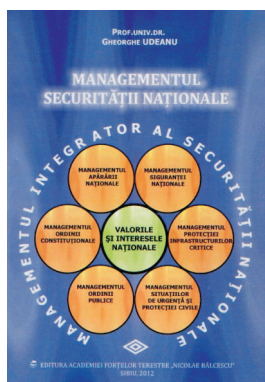 PROF.UNIV.DR.
GHEORGHE UDEANU
MANAGEMENTUL
SECURITĂȚII NAȚIONALE
MANAGEMENTUL INTEGRATOR AL SECURITĂȚII NAȚIONALE
MANAGEMENTUL
APĂRĂRII
NAȚIONALE
MANAGEMENTUL
SIGURANȚEI
NAȚIONALE
MANAGEMENTUL
ORDINII
CONSTITUȚIONALE
VALORILE
ȘI INTERESELE
NAȚIONALE
MANAGEMENTUL
PROTECȚIEI
INFRASTRUCTURILOR
CRITICE
MANAGEMENTUL
ORDINII
PUBLICE
MANAGEMENTUL
SITUAȚIILOR
DE URGENȚĂ ȘI
PROTECȚIEI CIVILE
EDITURA ACADEMIEI FORȚELOR TERESTRE „NICOLAE BĂLCESCU”
SIBIU, 2012